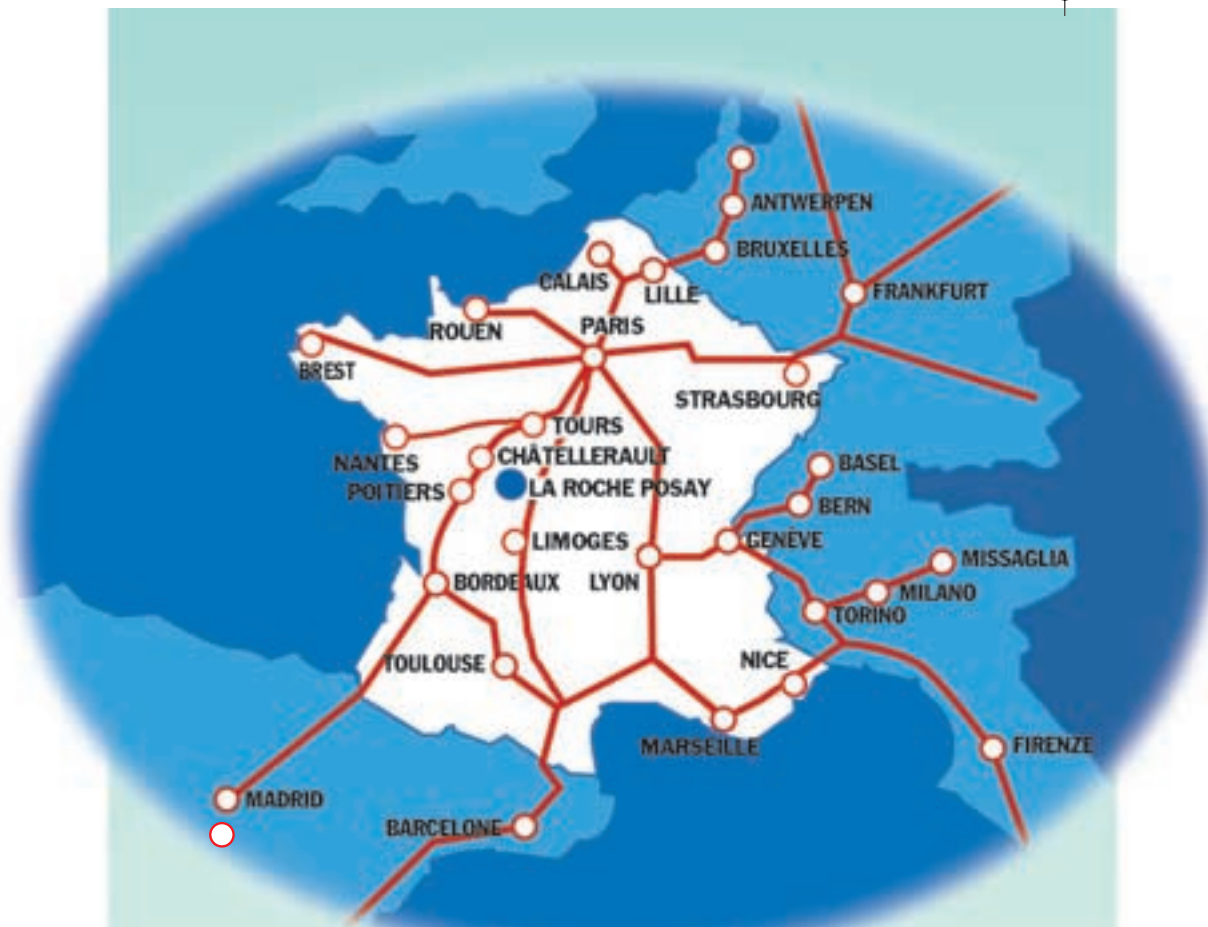 ANTWERPEN
BRUXELLES
CALAIS
LILLE
FRANKFURT
ROUEN
PARIS
BREST
STRASBOURG
TOURS
NANTES
CHÂTELLERAULT
BASEL
POITIERS
LA ROCHE POSAY
BERN
LIMOGES
GENÈVE
MISSAGLIA
BORDEAUX
LYON
MILANO
TORINO
TOULOUSE
NICE
MARSEILLE
FIRENZE
MADRID
BARCELONE